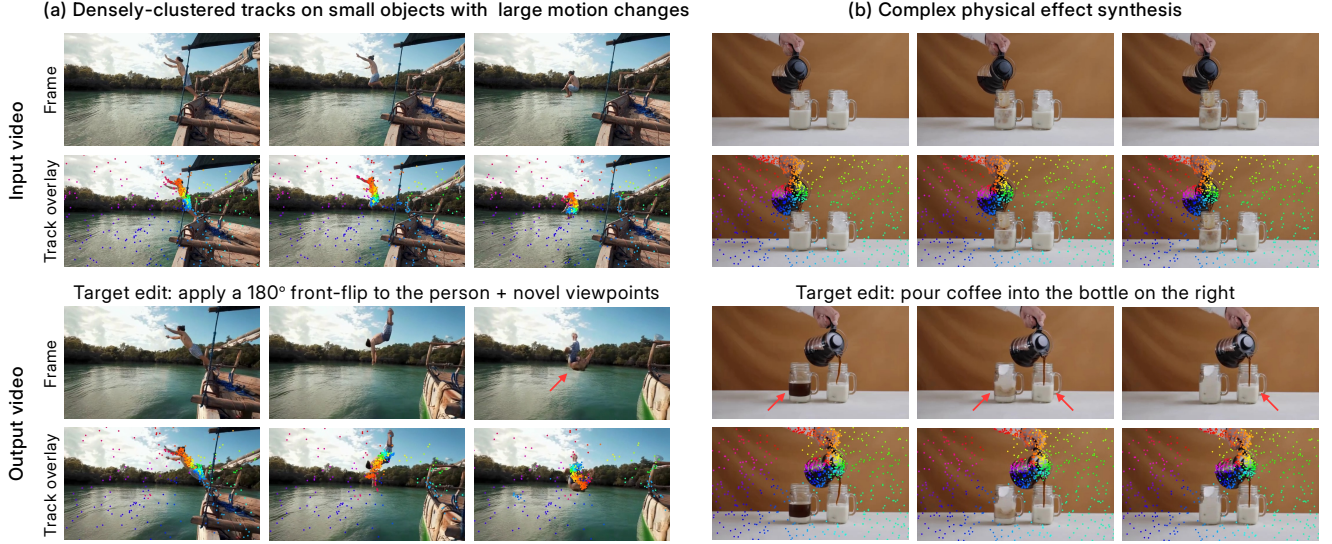 (a) Densely-clustered tracks on small objects with large motion changes
(b) Complex physical effect synthesis
Input video
Frame
Track overlay
Target edit: apply a 180° front-flip to the person + novel viewpoints
Target edit: pour coffee into the bottle on the right
Output video
Frame
Track overlay